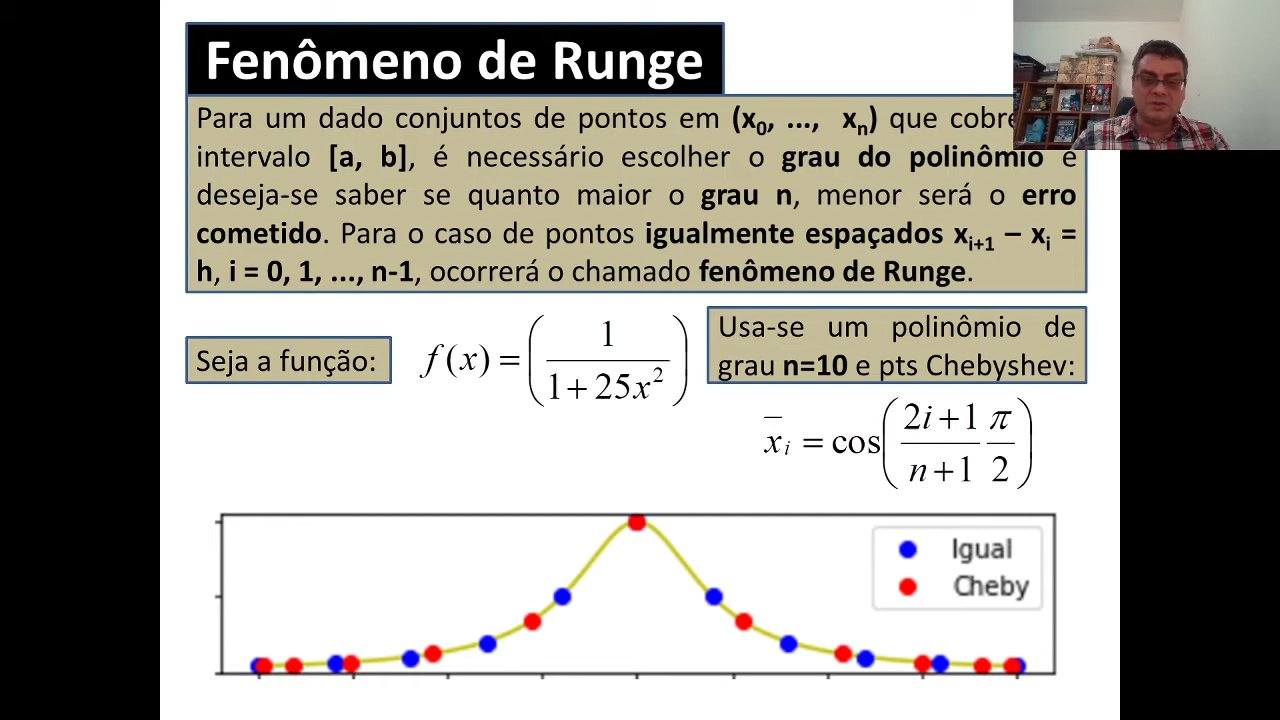 Fenômeno de Runge
Para um dado conjuntos de pontos em (x₀, ..., xₙ) que cobre
intervalo [a, b], é necessário escolher o grau do polinômio e
deseja-se saber se quanto maior o grau n, menor será o erro
cometido. Para o caso de pontos igualmente espaçados xᵢ₊₁ – xᵢ =
h, i = 0, 1, ..., n-1, ocorrerá o chamado fenômeno de Runge.
Seja a função:
f(x) = (1 / (1 + 25x²))
Usa-se um polinômio de
grau n=10 e pts Chebyshev:
x̄ᵢ = cos((2i+1)/(n+1) π/2)
Igual
Cheby